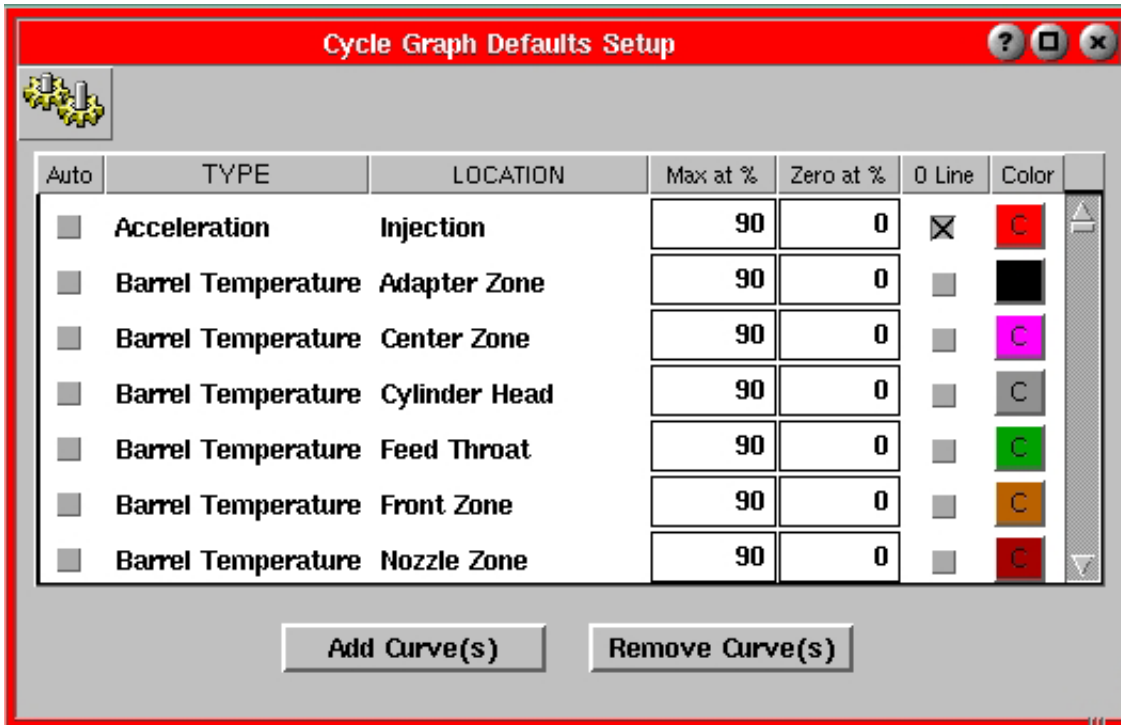 Cycle Graph Defaults Setup ?
Auto TYPE LOCATION Max at % Zero at % 0 Line Color
Acceleration Injection 90 0 C
Barrel Temperature Adapter Zone 90 0
Barrel Temperature Center Zone 90 0 C
Barrel Temperature Cylinder Head 90 0 C
Barrel Temperature Feed Throat 90 0 C
Barrel Temperature Front Zone 90 0 C
Barrel Temperature Nozzle Zone 90 0 C
Add Curve(s) Remove Curve(s)